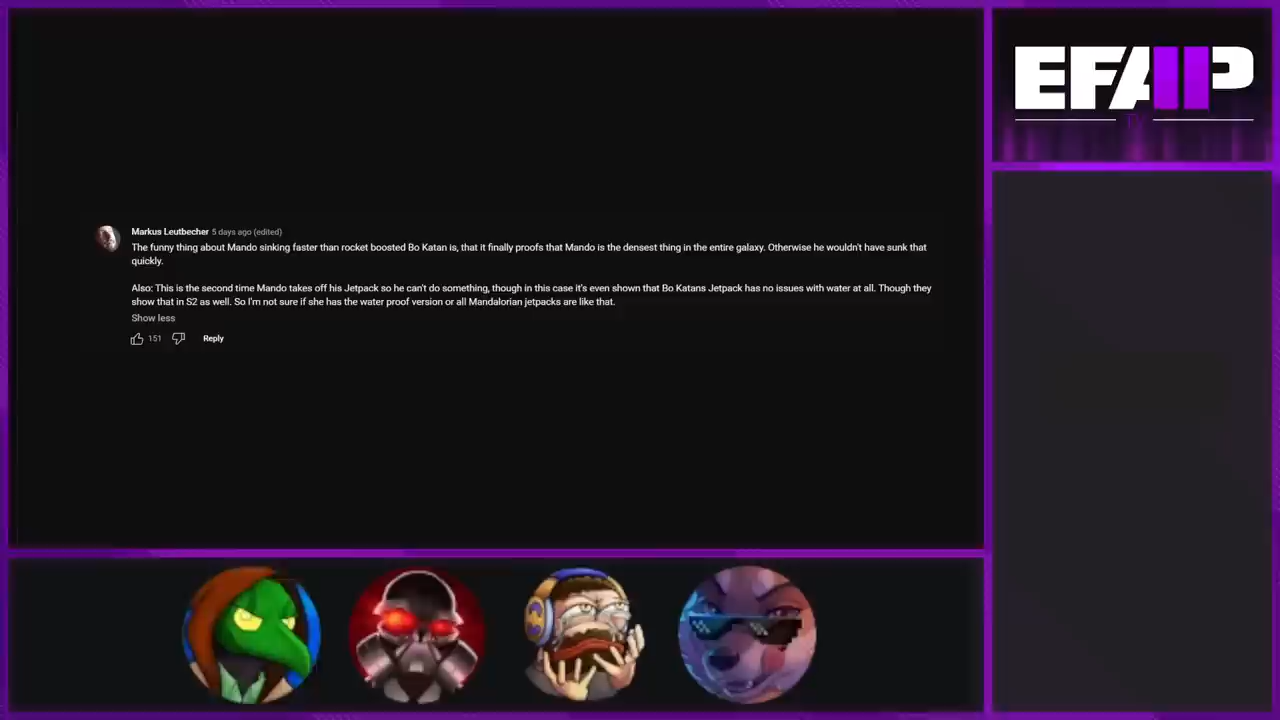 EFAP
TV
Markus Leutbecher 5 days ago (edited)
The funny thing about Mando sinking faster than rocket boosted Bo Katan is, that it finally proofs that Mando is the densest thing in the entire galaxy. Otherwise he wouldn't have sunk that
quickly.
Also: This is the second time Mando takes off his Jetpack so he can't do something, though in this case it's even shown that Bo Katans Jetpack has no issues with water at all. Though they
show that in S2 as well. So I'm not sure if she has the water proof version or all Mandalorian jetpacks are like that.
Show less
151 Reply